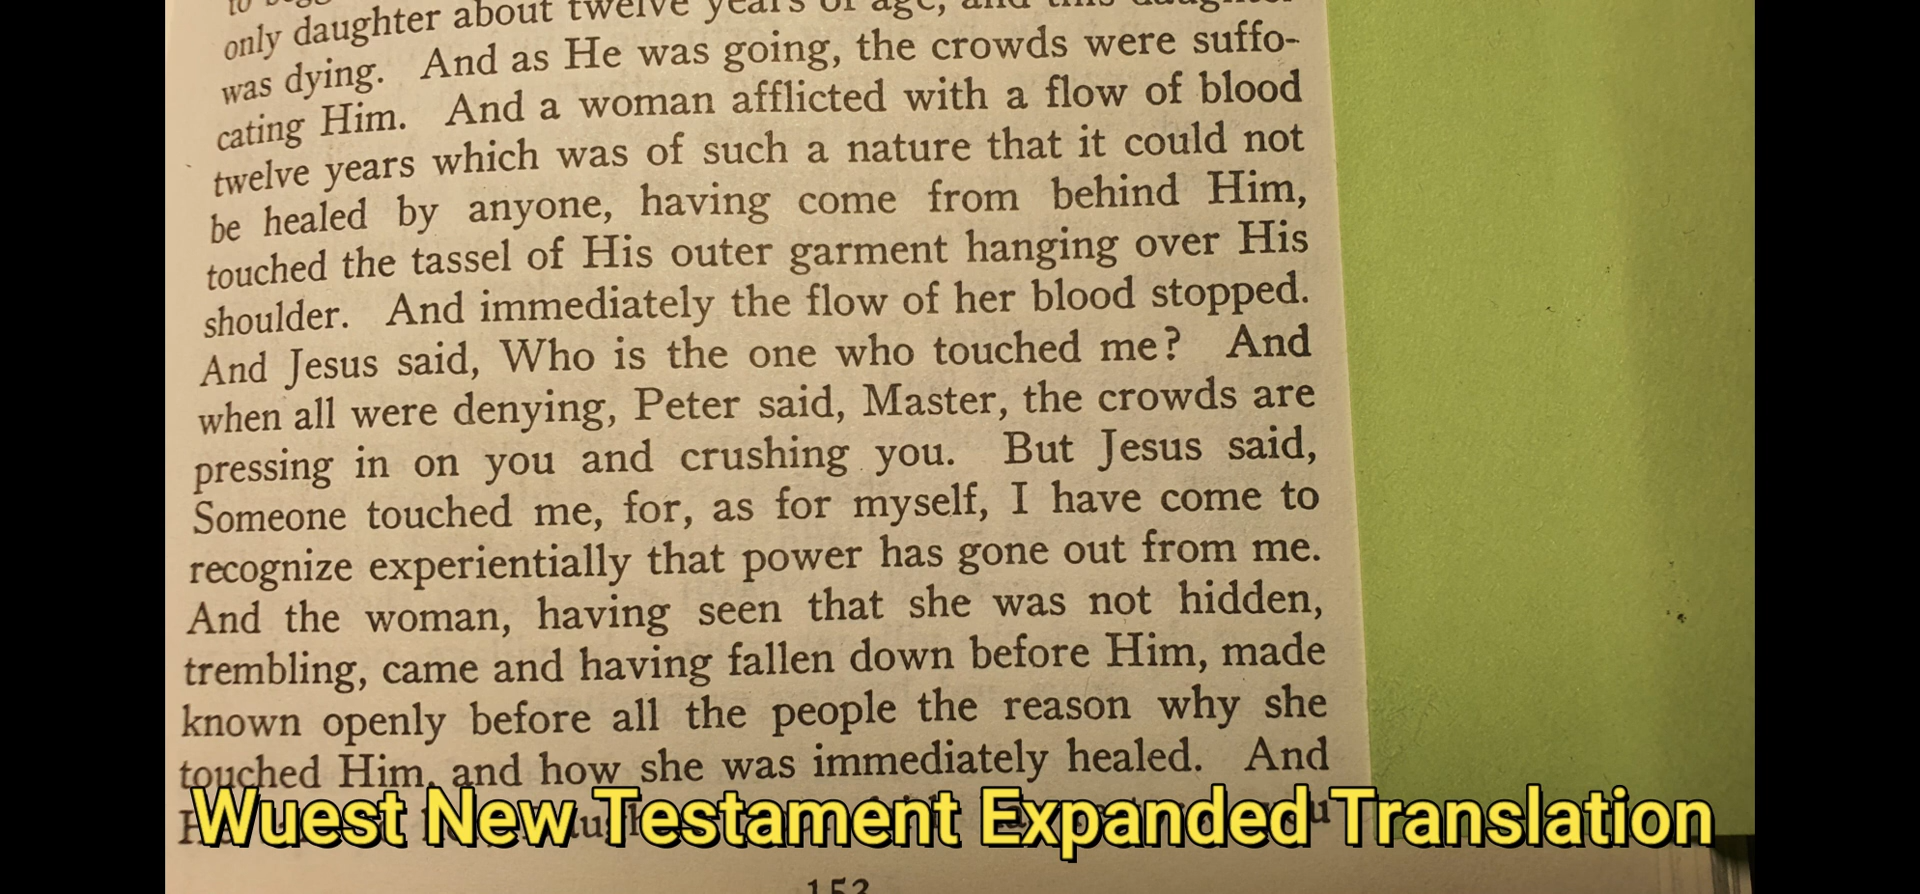 only daughter about twelve years of age, and this daughter
was dying. And as He was going, the crowds were suffo-
cating Him. And a woman afflicted with a flow of blood
twelve years which was of such a nature that it could not
be healed by anyone, having come from behind Him,
touched the tassel of His outer garment hanging over His
shoulder. And immediately the flow of her blood stopped.
And Jesus said, Who is the one who touched me? And
when all were denying, Peter said, Master, the crowds are
pressing in on you and crushing you. But Jesus said,
Someone touched me, for, as for myself, I have come to
recognize experientially that power has gone out from me.
And the woman, having seen that she was not hidden,
trembling, came and having fallen down before Him, made
known openly before all the people the reason why she
touched Him, and how she was immediately healed. And
Wuest New Testament Expanded Translation